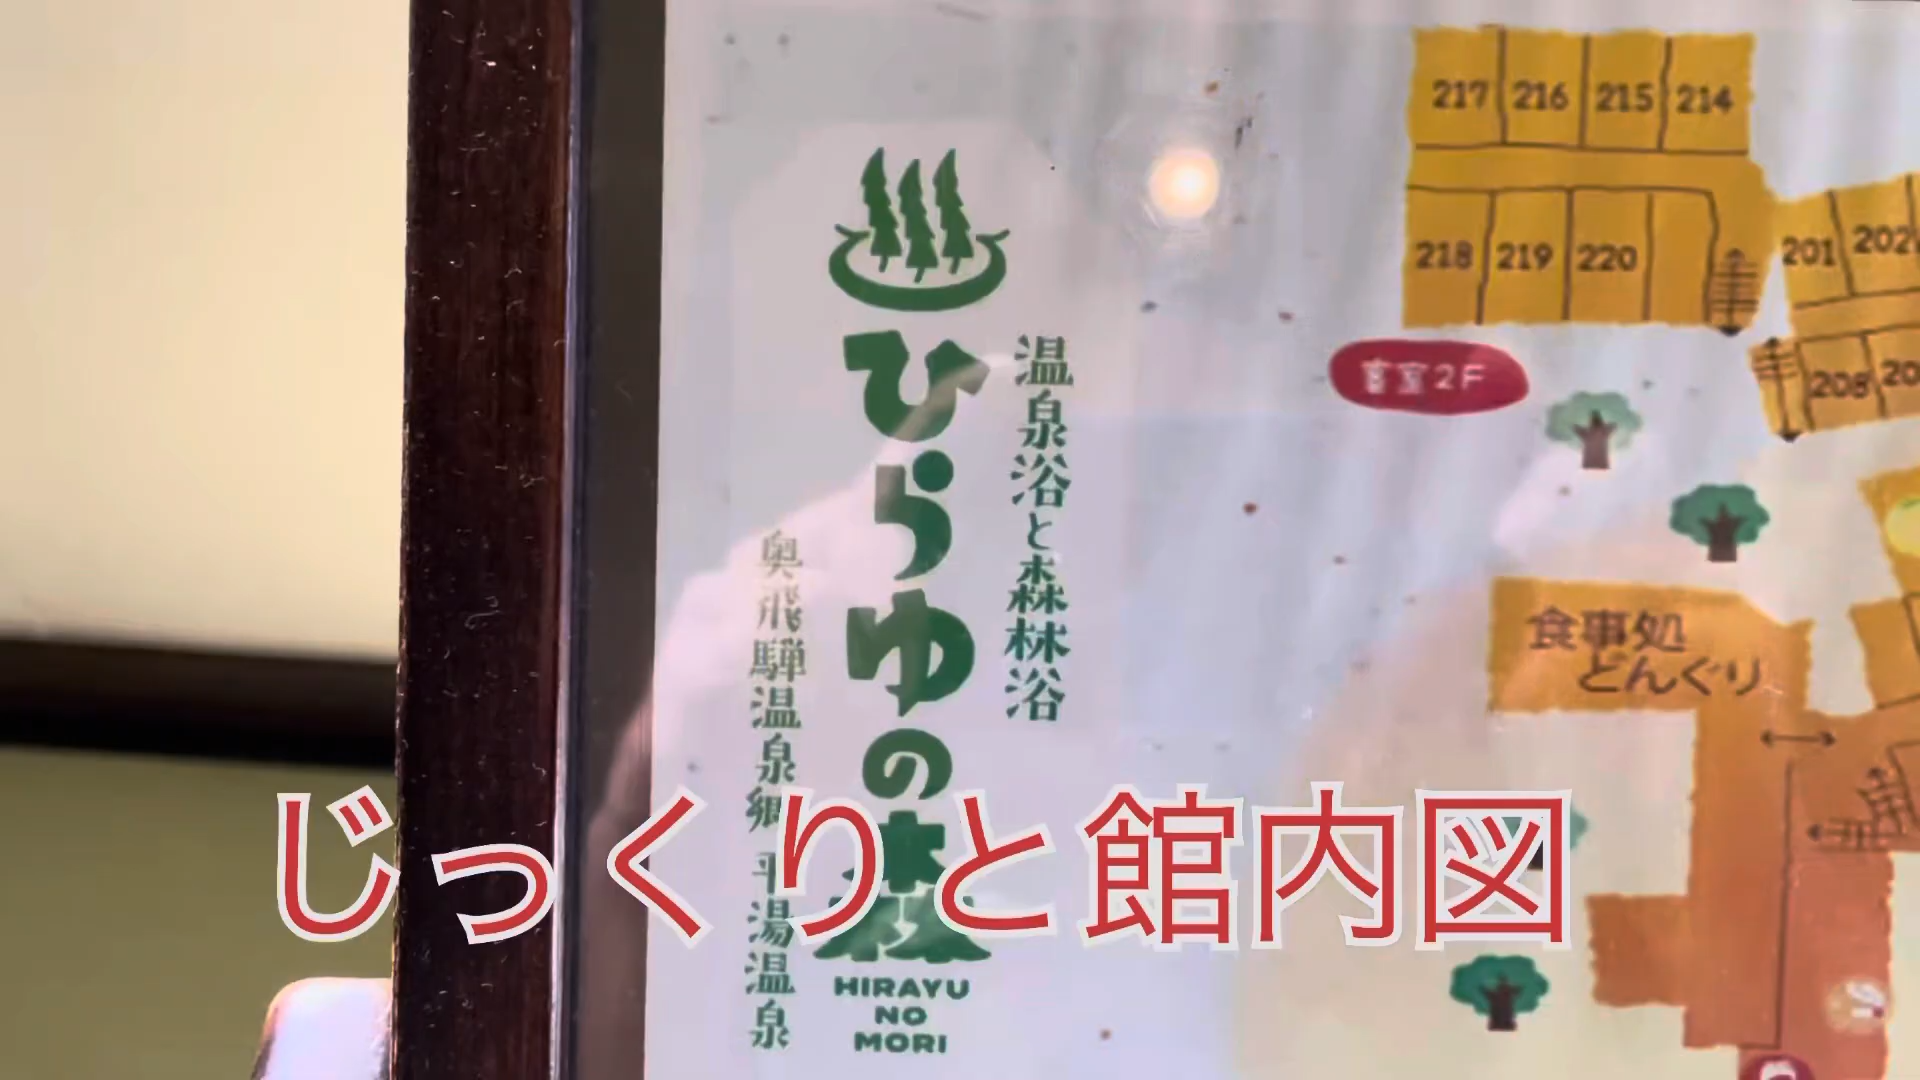 217 216 215 214
218 219 220
201 202
208
客室2F
温泉浴と森林浴
ひらゆの森
奥飛騨温泉郷 平湯温泉
HIRAYU
NO
MORI
食事処
どんぐり
じっくりと館内図